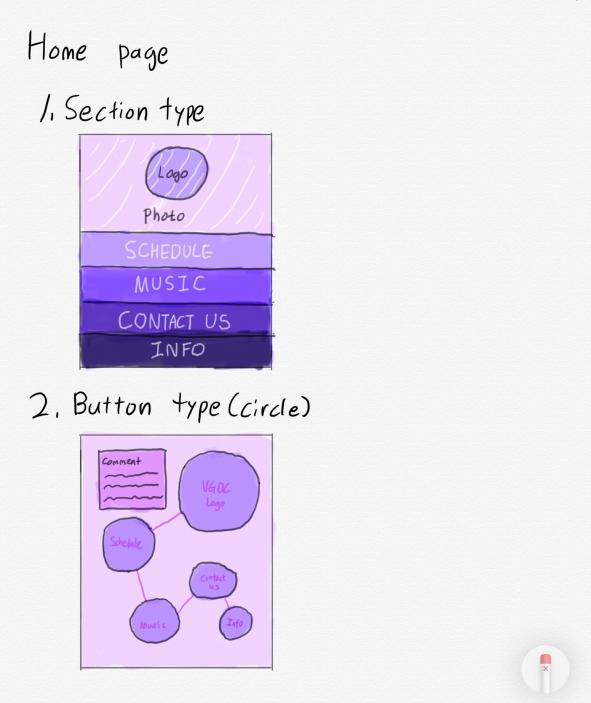 Home page
1. Section type
Logo
Photo
SCHEDULE
MUSIC
CONTACT US
INFO
2. Button type (circle)
Comment
VGDC
Logo
Schedule
Contact
us
Music
Info